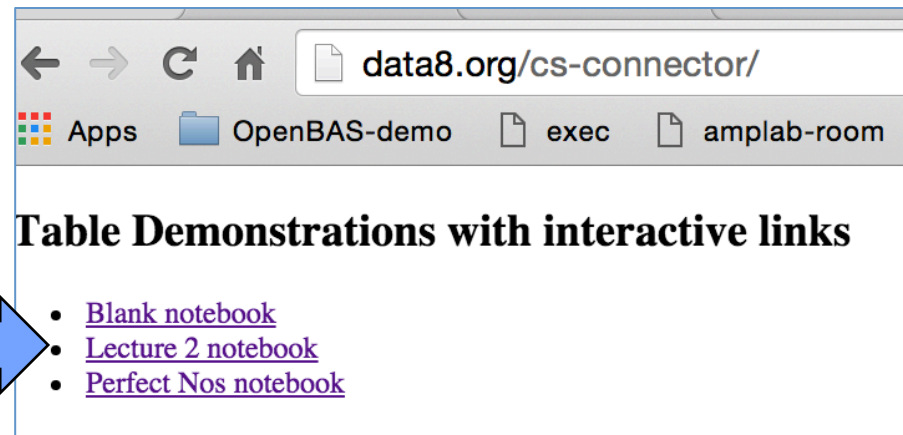 data8.org/cs-connector/
Apps OpenBAS-demo exec amplab-room
Table Demonstrations with interactive links
Blank notebook
Lecture 2 notebook
Perfect Nos notebook